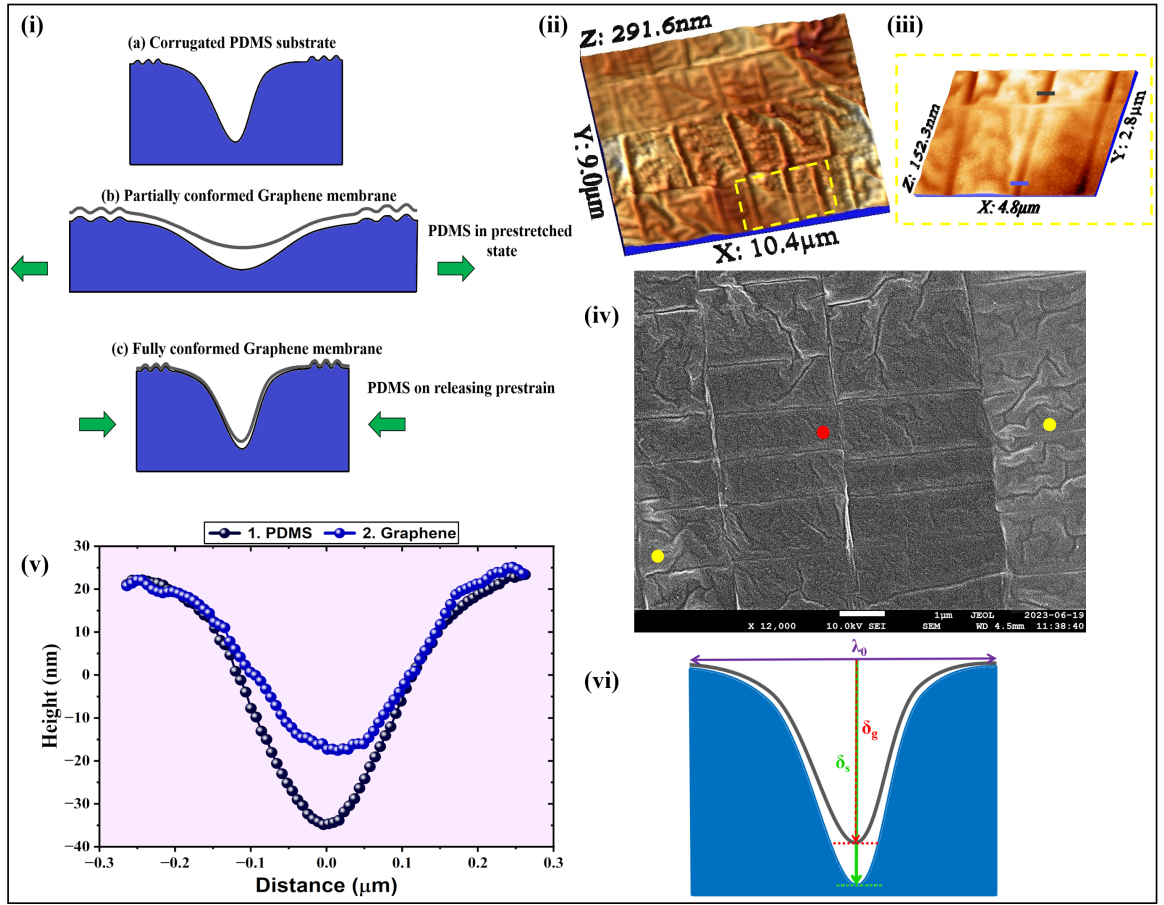 (i)
(a) Corrugated PDMS substrate
(b) Partially conformed Graphene membrane
PDMS in prestretched
state
(c) Fully conformed Graphene membrane
PDMS on releasing prestrain
(ii)
Z: 291.6nm
Y: 9.0μm
X: 10.4μm
(iii)
Z: 152.3nm
Y: 2.8μm
X: 4.8μm
(iv)
1μm JEOL 2023-06-19
X 12,000 10.0kV SEI SEM WD 4.5mm 11:38:40
(v)
1. PDMS 2. Graphene
30
20
10
0
−10
−20
−30
−40
Height (nm)
−0.3 −0.2 −0.1 0.0 0.1 0.2 0.3
Distance (μm)
(vi)
λ₀
δg
δs